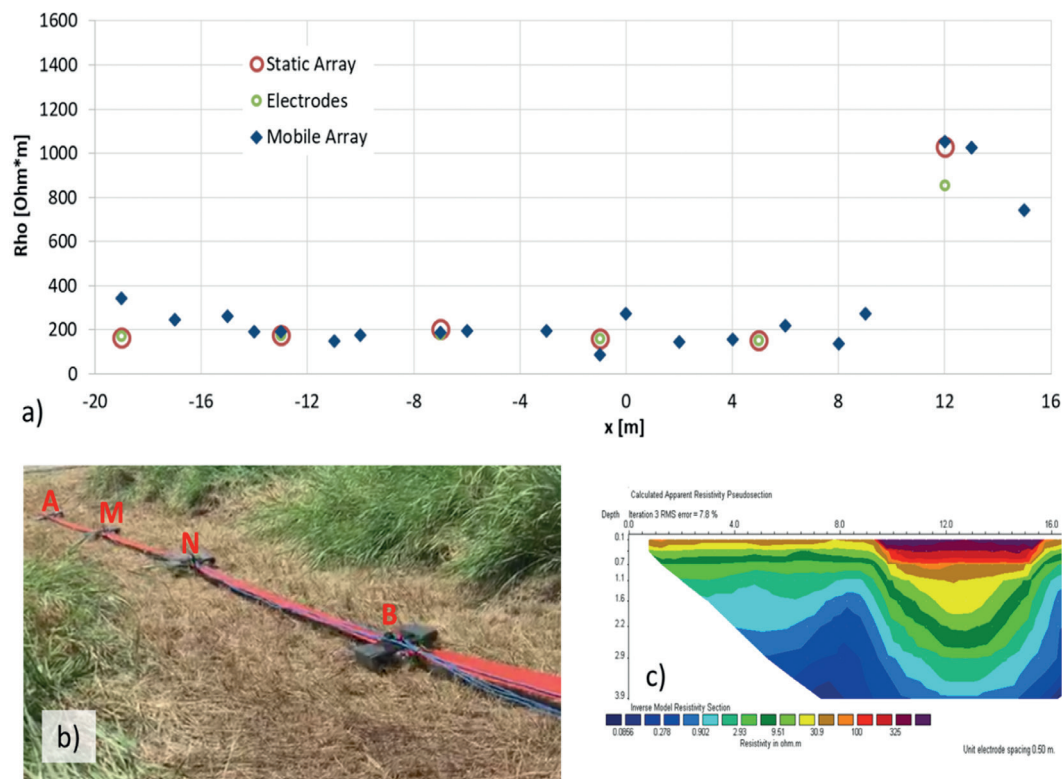 1600
1400
1200
1000
800
600
400
200
0
Rho [Ohm*m]
Static Array
Electrodes
Mobile Array
-20 -16 -12 -8 -4 0 4 8 12 16
x [m]
a)
A
M
N
B
b)
Calculated Apparent Resistivity Pseudosection
Depth Iteration 3 RMS error = 7.8 %
0.0 4.0 8.0 12.0 16.0
0.1
0.7
1.1
1.6
2.2
2.9
3.9
c)
Inverse Model Resistivity Section
0.0856 0.278 0.902 2.93 9.51 30.9 100 325
Resistivity in ohm.m
Unit electrode spacing 0.50 m.